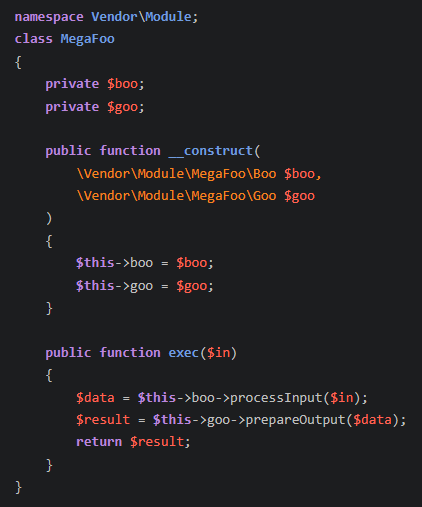 namespace Vendor\Module;
class MegaFoo
{
    private $boo;
    private $goo;

    public function __construct(
        \Vendor\Module\MegaFoo\Boo $boo,
        \Vendor\Module\MegaFoo\Goo $goo
    )
    {
        $this->boo = $boo;
        $this->goo = $goo;
    }

    public function exec($in)
    {
        $data = $this->boo->processInput($in);
        $result = $this->goo->prepareOutput($data);
        return $result;
    }
}